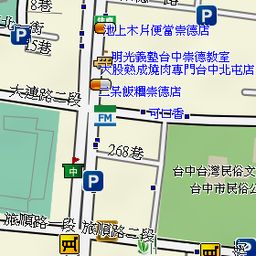 8巷
街
15巷
P
池上木片便當崇德店
明光義塾台中崇德教室
大股熟成燒肉專門台中北屯店
三呆飯糰崇德店
大連路二段
FM
可口香
268巷
中
P
台中台灣民俗文
台中市民俗公
旅順路一段
旅順路二段
P